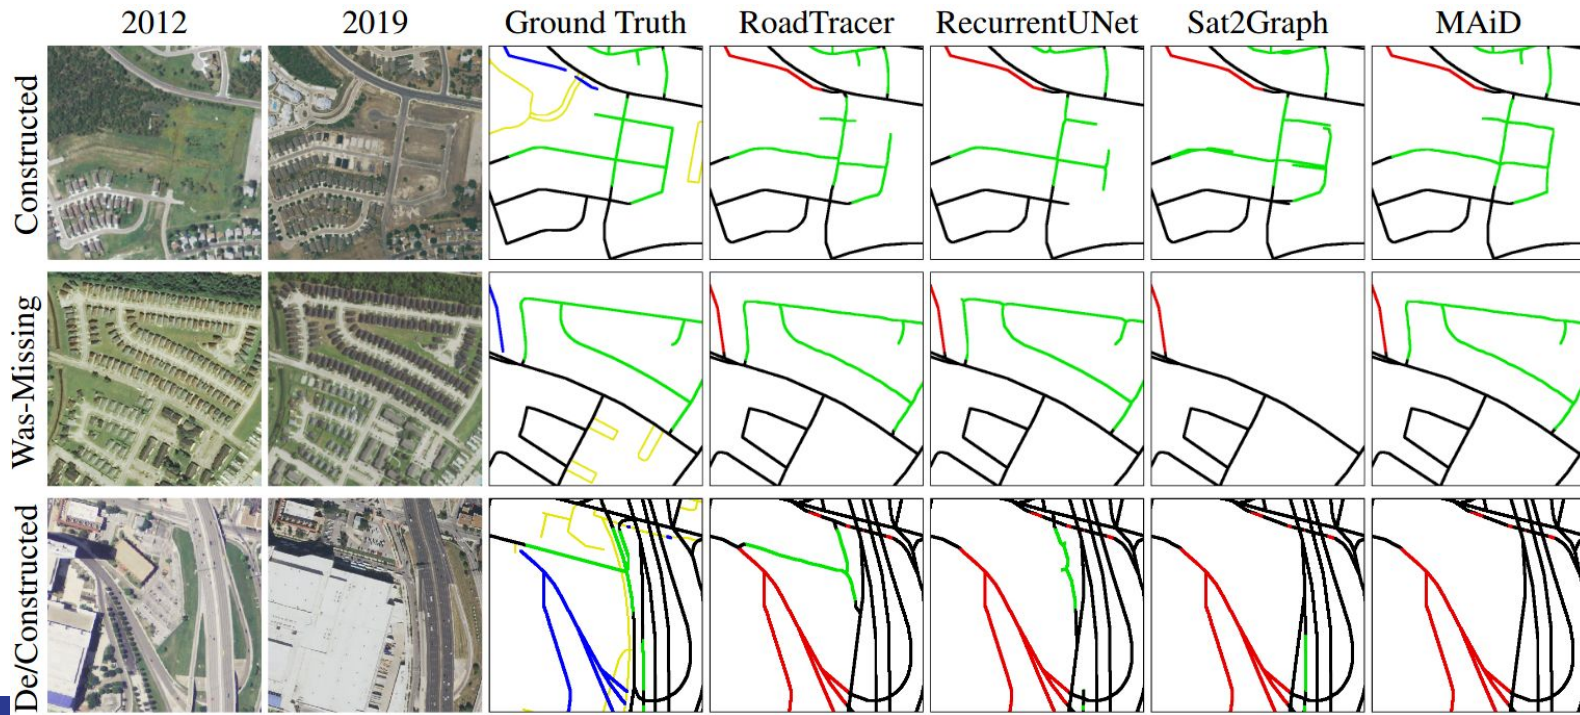 2012 2019 Ground Truth RoadTracer RecurrentUNet Sat2Graph MAiD
Constructed
Was-Missing
De/Constructed